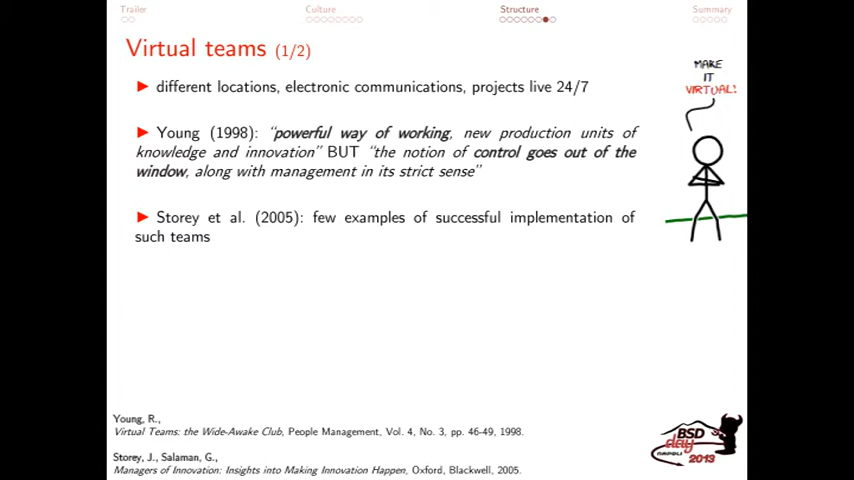 Trailer
Culture
Structure
Summary
Virtual teams (1/2)
different locations, electronic communications, projects live 24/7
MAKE
IT
VIRTUAL!
Young (1998): “powerful way of working, new production units of
knowledge and innovation” BUT “the notion of control goes out of the
window, along with management in its strict sense”
Storey et al. (2005): few examples of successful implementation of
such teams
Young, R.,
Virtual Teams: the Wide-Awake Club, People Management, Vol. 4, No. 3, pp. 46-49, 1998.
Storey, J., Salaman, G.,
Managers of Innovation: Insights into Making Innovation Happen, Oxford, Blackwell, 2005.
BSD
day
NAPOLI
2013